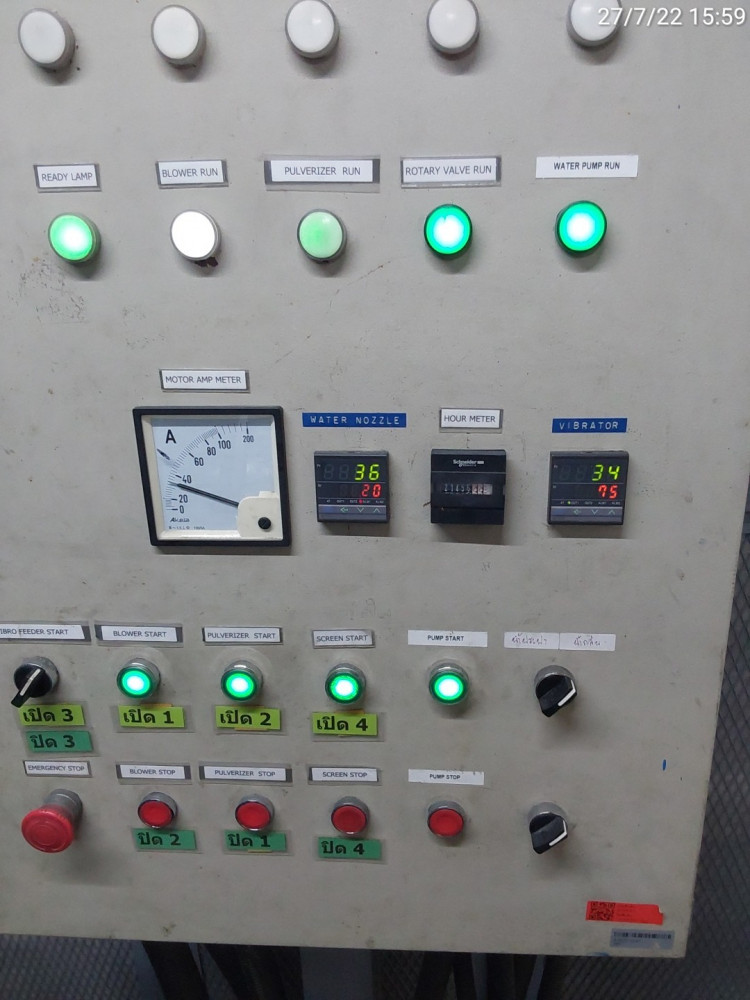 27/7/22 15:59
READY LAMP
BLOWER RUN
PULVERIZER RUN
ROTARY VALVE RUN
WATER PUMP RUN
MOTOR AMP METER
A
200
100
80
60
40
20
0
WATER NOZZLE
36
20
HOUR METER
Schneider
VIBRATOR
34
75
IBRO FEEDER START
BLOWER START
PULVERIZER START
SCREEN START
PUMP START
เปิด 3
เปิด 1
เปิด 2
เปิด 4
ปิด 3
EMERGENCY STOP
BLOWER STOP
PULVERIZER STOP
SCREEN STOP
PUMP STOP
ปิด 2
ปิด 1
ปิด 4